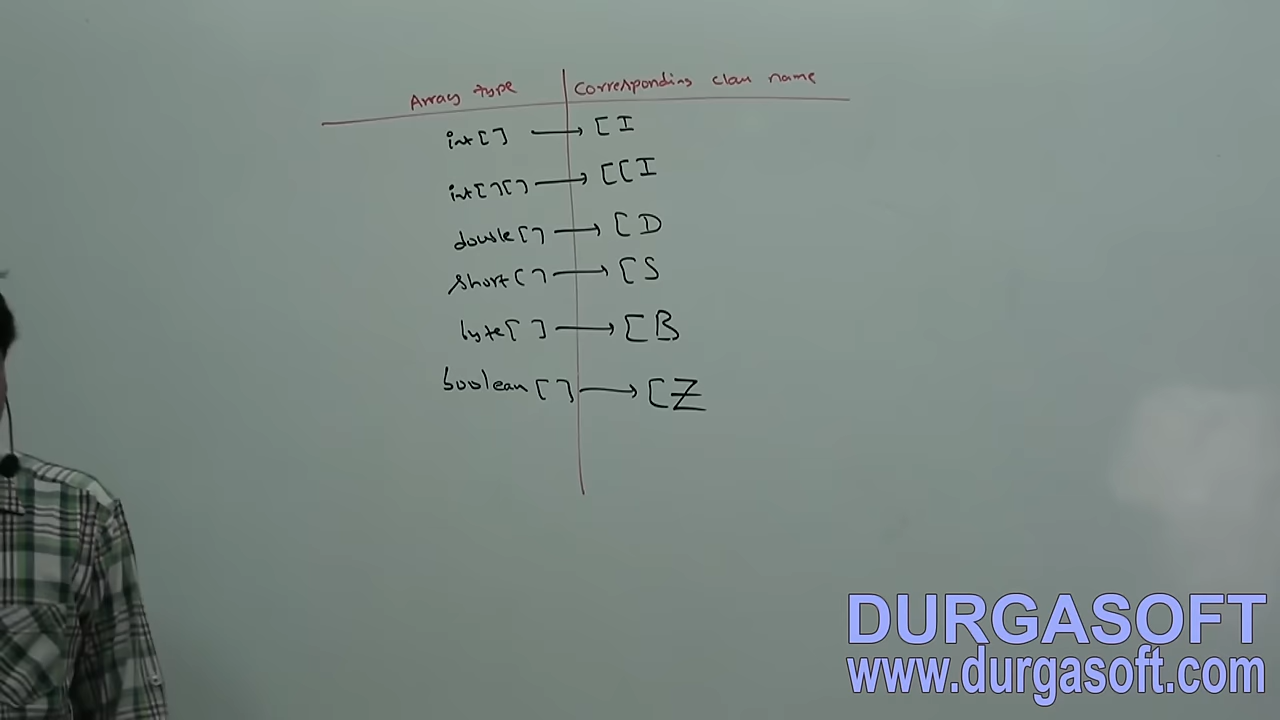 Array type Corresponding class name
int[] → [I
int[][] → [[I
double[] → [D
short[] → [S
byte[] → [B
boolean[] → [Z
DURGASOFT
www.durgasoft.com